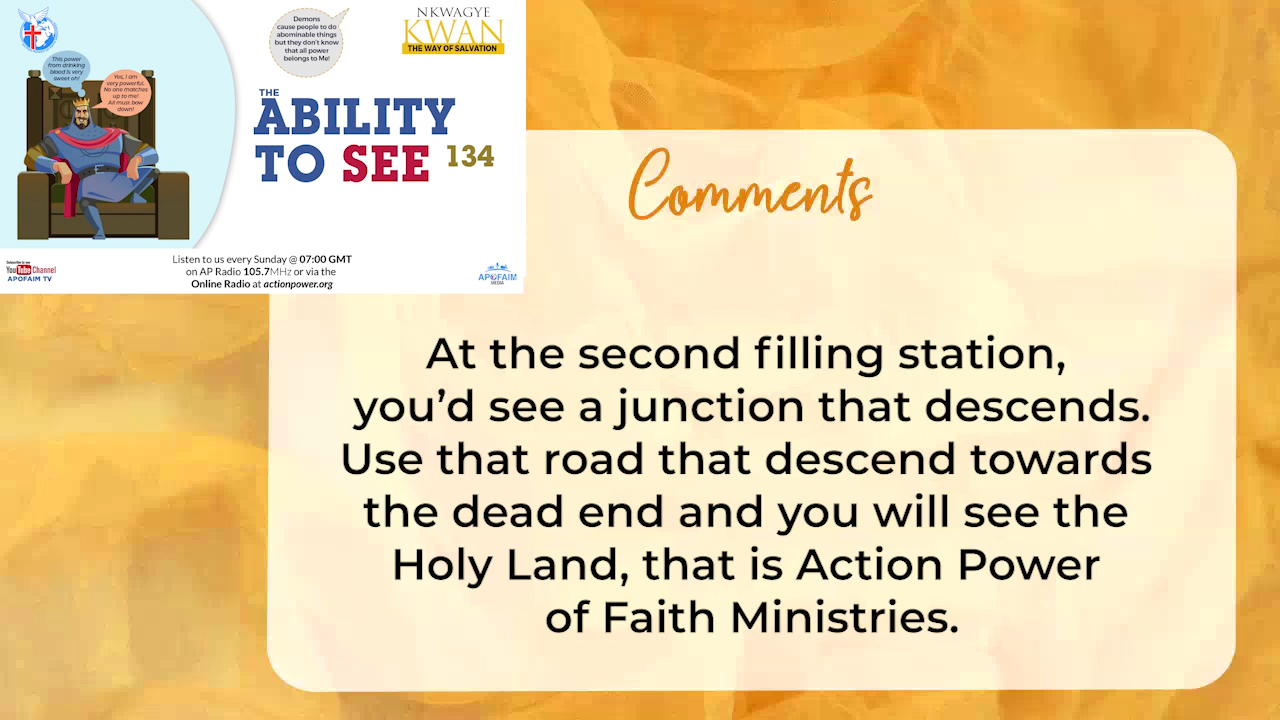 This power
from drinking
blood is very
sweet oh!
Yes, I am
very powerful.
No one matches
up to me!
All must bow
down!
Demons
cause people to do
abominable things
but they don't know
that all power
belongs to Me!
NKWAGYE
KWAN
THE WAY OF SALVATION
THE
ABILITY
TO SEE 134
Subscribe to our
YouTube Channel
APOFAIM TV
Listen to us every Sunday @ 07:00 GMT
on AP Radio 105.7MHz or via the
Online Radio at actionpower.org
APOFAIM
MEDIA
Comments
At the second filling station,
you’d see a junction that descends.
Use that road that descend towards
the dead end and you will see the
Holy Land, that is Action Power
of Faith Ministries.